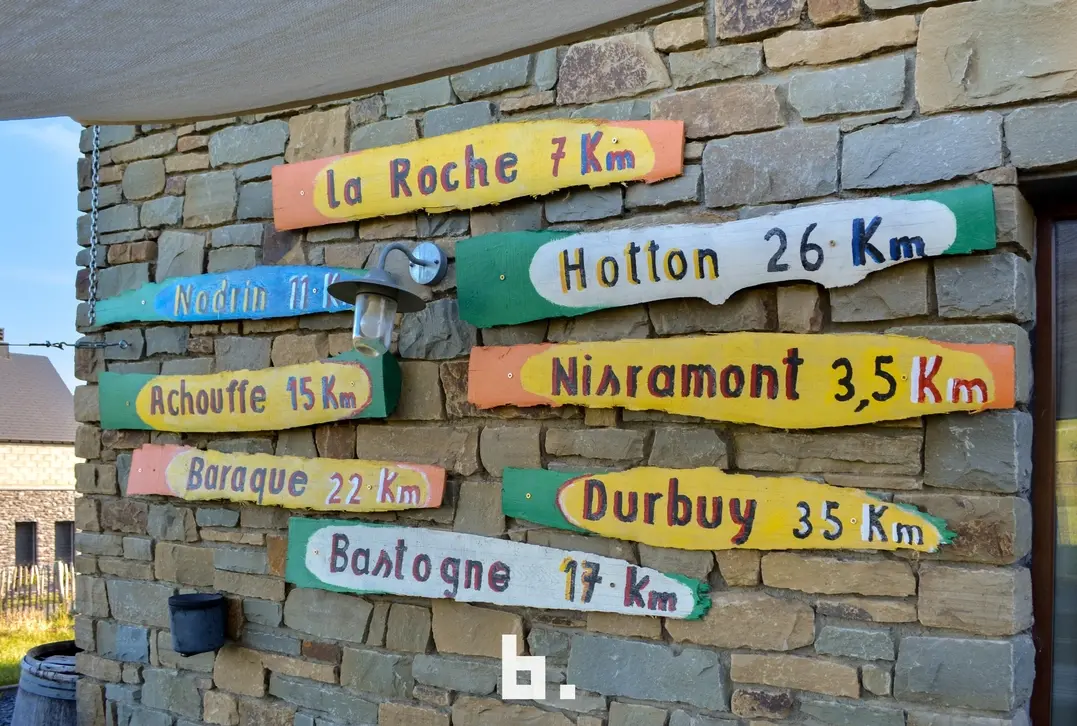 la Roche 7 Km
Hotton 26 Km
Nadrin 11 K
Nisramont 3,5 Km
Achouffe 15 Km
Baraque 22 Km
Durbuy 35 Km
Bastogne 17 Km
b.